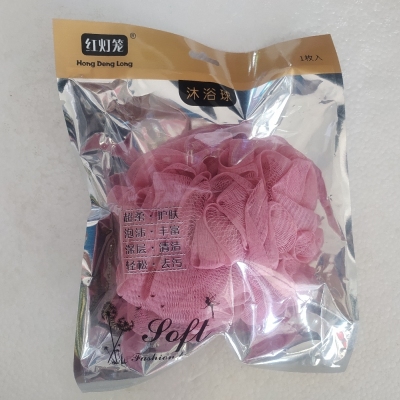 红灯笼®
Hong Deng Long
1枚入
沐浴球
超柔·护肤
泡沫·丰富
深层·清洁
轻松·去污
Soft
Fashion